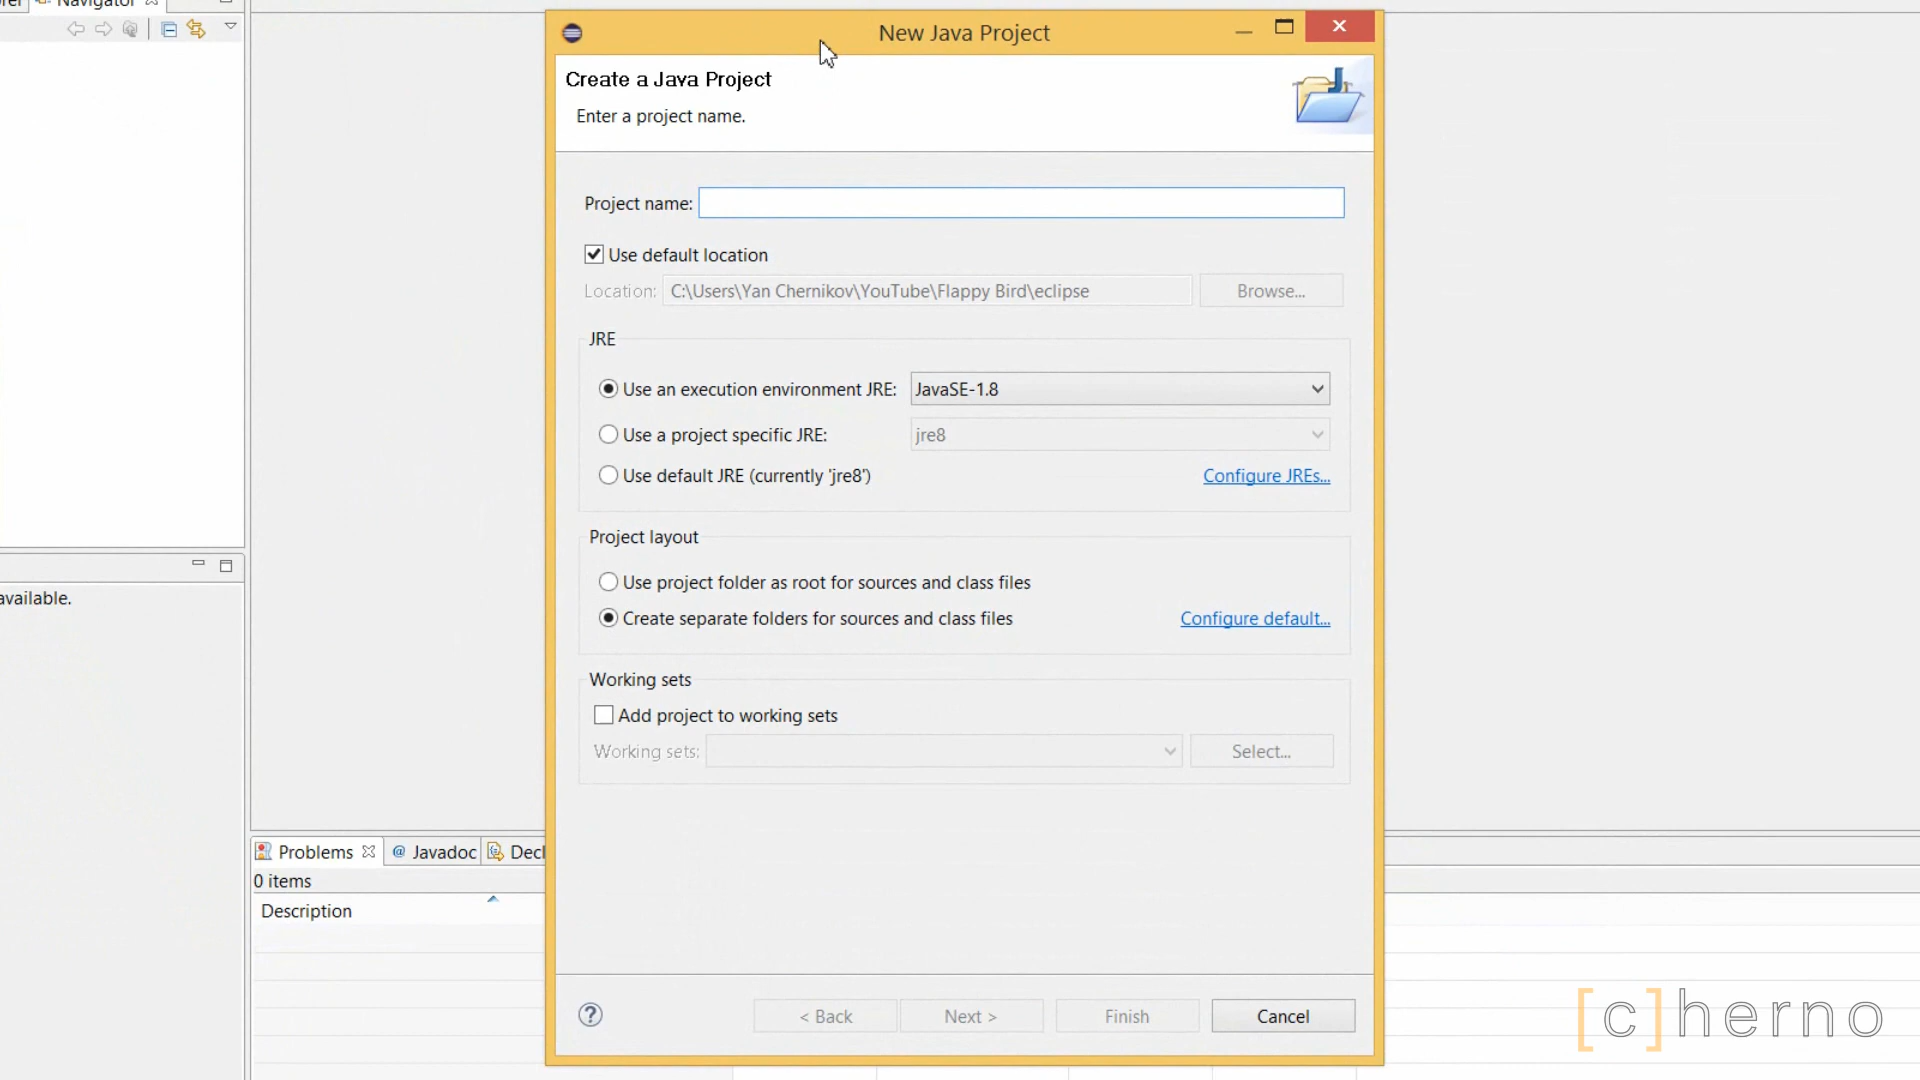 Navigator
New Java Project
Create a Java Project
Enter a project name.
Project name:
Use default location
Location: C:\Users\Yan Chernikov\YouTube\Flappy Bird\eclipse Browse...
JRE
Use an execution environment JRE: JavaSE-1.8
Use a project specific JRE: jre8
Use default JRE (currently 'jre8') Configure JREs...
Project layout
Use project folder as root for sources and class files
available.
Create separate folders for sources and class files Configure default...
Working sets
Add project to working sets
Working sets: Select...
Problems @ Javadoc Decl
0 items
Description
< Back Next > Finish Cancel
[c]herno